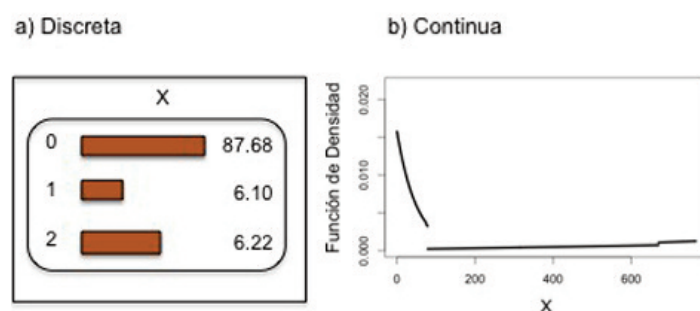 a) Discreta
b) Continua
X
0 87.68
1 6.10
2 6.22
Función de Densidad
0.020
0.010
0.000
0 200 400 600
X